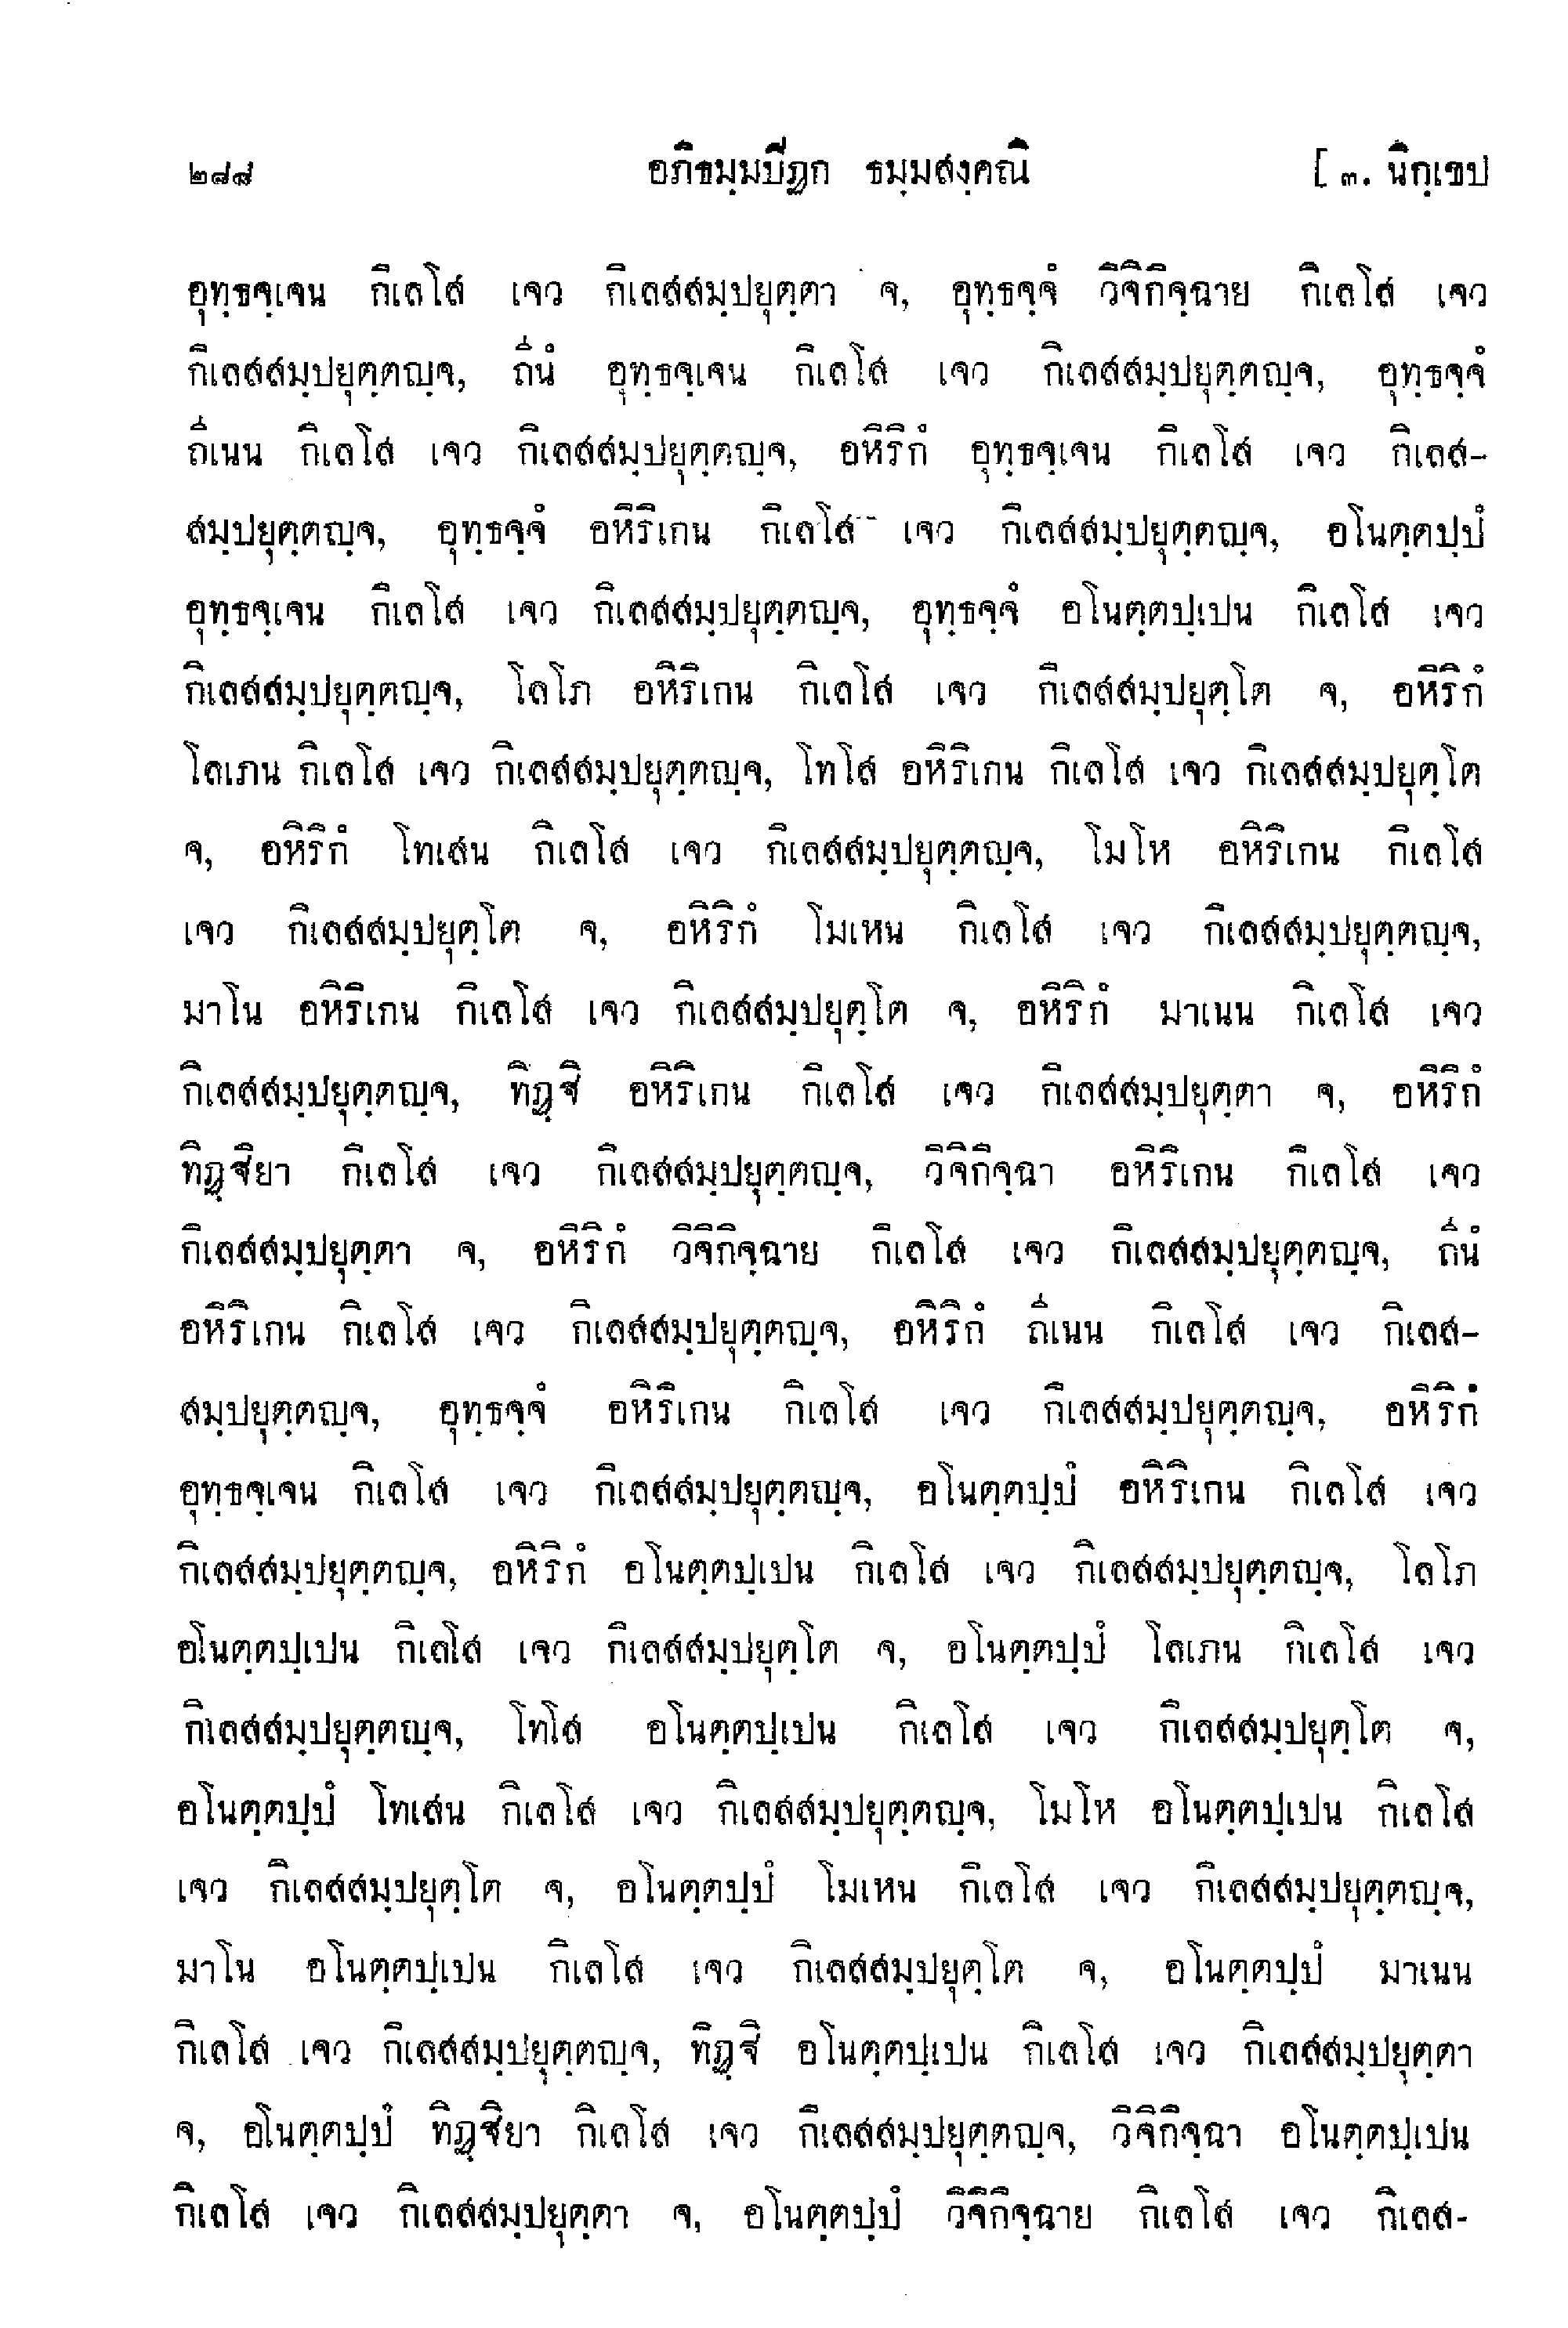 ๒๘๘ อภิธมฺมปิฏก ธมฺมสงฺคณิ [ ๓. นิกฺเขป
อุทฺธจฺเจน กิเลโส เจว กิเลสสมฺปยุตฺตา จ, อุทฺธจฺจํ วิจิกิจฺฉาย กิเลโส เจว
กิเลสสมฺปยุตฺตญฺจ, ถีนํ อุทฺธจฺเจน กิเลโส เจว กิเลสสมฺปยุตฺตญฺจ, อุทฺธจฺจํ
ถีเนน กิเลโส เจว กิเลสสมฺปยุตฺตญฺจ, อหิริกํ อุทฺธจฺเจน กิเลโส เจว กิเลส-
สมฺปยุตฺตญฺจ, อุทฺธจฺจํ อหิริเกน กิเลโส เจว กิเลสสมฺปยุตฺตญฺจ, อโนตฺตปฺปํ
อุทฺธจฺเจน กิเลโส เจว กิเลสสมฺปยุตฺตญฺจ, อุทฺธจฺจํ อโนตฺตปฺเปน กิเลโส เจว
กิเลสสมฺปยุตฺตญฺจ, โลโภ อหิริเกน กิเลโส เจว กิเลสสมฺปยุตฺโต จ, อหิริกํ
โลเภน กิเลโส เจว กิเลสสมฺปยุตฺตญฺจ, โทโส อหิริเกน กิเลโส เจว กิเลสสมฺปยุตฺโต
จ, อหิริกํ โทเสน กิเลโส เจว กิเลสสมฺปยุตฺตญฺจ, โมโห อหิริเกน กิเลโส
เจว กิเลสสมฺปยุตฺโต จ, อหิริกํ โมเหน กิเลโส เจว กิเลสสมฺปยุตฺตญฺจ,
มาโน อหิริเกน กิเลโส เจว กิเลสสมฺปยุตฺโต จ, อหิริกํ มาเนน กิเลโส เจว
กิเลสสมฺปยุตฺตญฺจ, ทิฏฺฐิ อหิริเกน กิเลโส เจว กิเลสสมฺปยุตฺตา จ, อหิริกํ
ทิฏฺฐิยา กิเลโส เจว กิเลสสมฺปยุตฺตญฺจ, วิจิกิจฺฉา อหิริเกน กิเลโส เจว
กิเลสสมฺปยุตฺตา จ, อหิริกํ วิจิกิจฺฉาย กิเลโส เจว กิเลสสมฺปยุตฺตญฺจ, ถีนํ
อหิริเกน กิเลโส เจว กิเลสสมฺปยุตฺตญฺจ, อหิริกํ ถีเนน กิเลโส เจว กิเลส-
สมฺปยุตฺตญฺจ, อุทฺธจฺจํ อหิริเกน กิเลโส เจว กิเลสสมฺปยุตฺตญฺจ, อหิริกํ
อุทฺธจฺเจน กิเลโส เจว กิเลสสมฺปยุตฺตญฺจ, อโนตฺตปฺปํ อหิริเกน กิเลโส เจว
กิเลสสมฺปยุตฺตญฺจ, อหิริกํ อโนตฺตปฺเปน กิเลโส เจว กิเลสสมฺปยุตฺตญฺจ, โลโภ
อโนตฺตปฺเปน กิเลโส เจว กิเลสสมฺปยุตฺโต จ, อโนตฺตปฺปํ โลเภน กิเลโส เจว
กิเลสสมฺปยุตฺตญฺจ, โทโส อโนตฺตปฺเปน กิเลโส เจว กิเลสสมฺปยุตฺโต จ,
อโนตฺตปฺปํ โทเสน กิเลโส เจว กิเลสสมฺปยุตฺตญฺจ, โมโห อโนตฺตปฺเปน กิเลโส
เจว กิเลสสมฺปยุตฺโต จ, อโนตฺตปฺปํ โมเหน กิเลโส เจว กิเลสสมฺปยุตฺตญฺจ,
มาโน อโนตฺตปฺเปน กิเลโส เจว กิเลสสมฺปยุตฺโต จ, อโนตฺตปฺปํ มาเนน
กิเลโส เจว กิเลสสมฺปยุตฺตญฺจ, ทิฏฺฐิ อโนตฺตปฺเปน กิเลโส เจว กิเลสสมฺปยุตฺตา
จ, อโนตฺตปฺปํ ทิฏฺฐิยา กิเลโส เจว กิเลสสมฺปยุตฺตญฺจ, วิจิกิจฺฉา อโนตฺตปฺเปน
กิเลโส เจว กิเลสสมฺปยุตฺตา จ, อโนตฺตปฺปํ วิจิกิจฺฉาย กิเลโส เจว กิเลส-